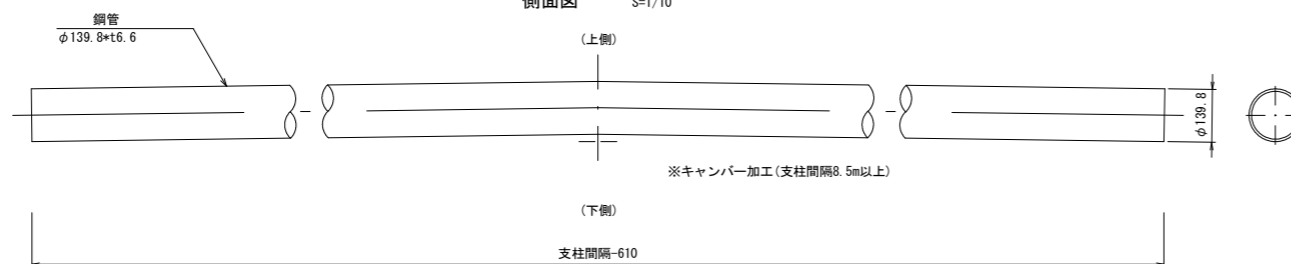 側面図 S=1/10
鋼管
φ139.8*t6.6
(上側)
φ139.8
※キャンバー加工(支柱間隔8.5m以上)
(下側)
支柱間隔-610